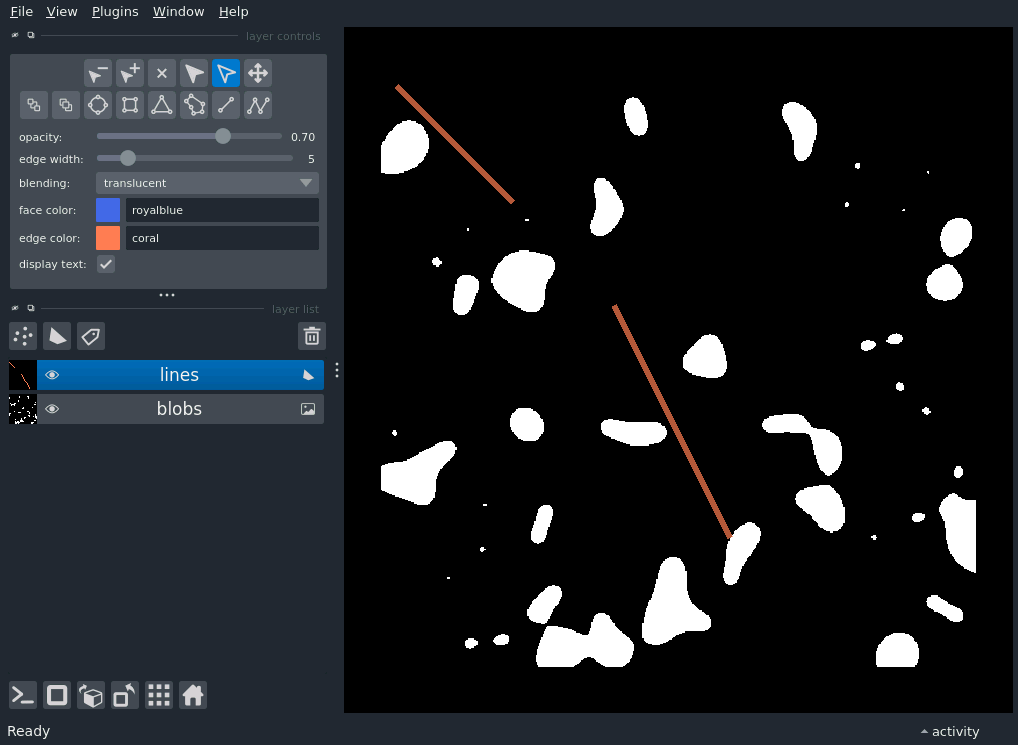 File View Plugins Window Help
layer controls
opacity: 0.70
edge width: 5
blending: translucent
face color: royalblue
edge color: coral
display text:
layer list
lines
blobs
Ready
activity